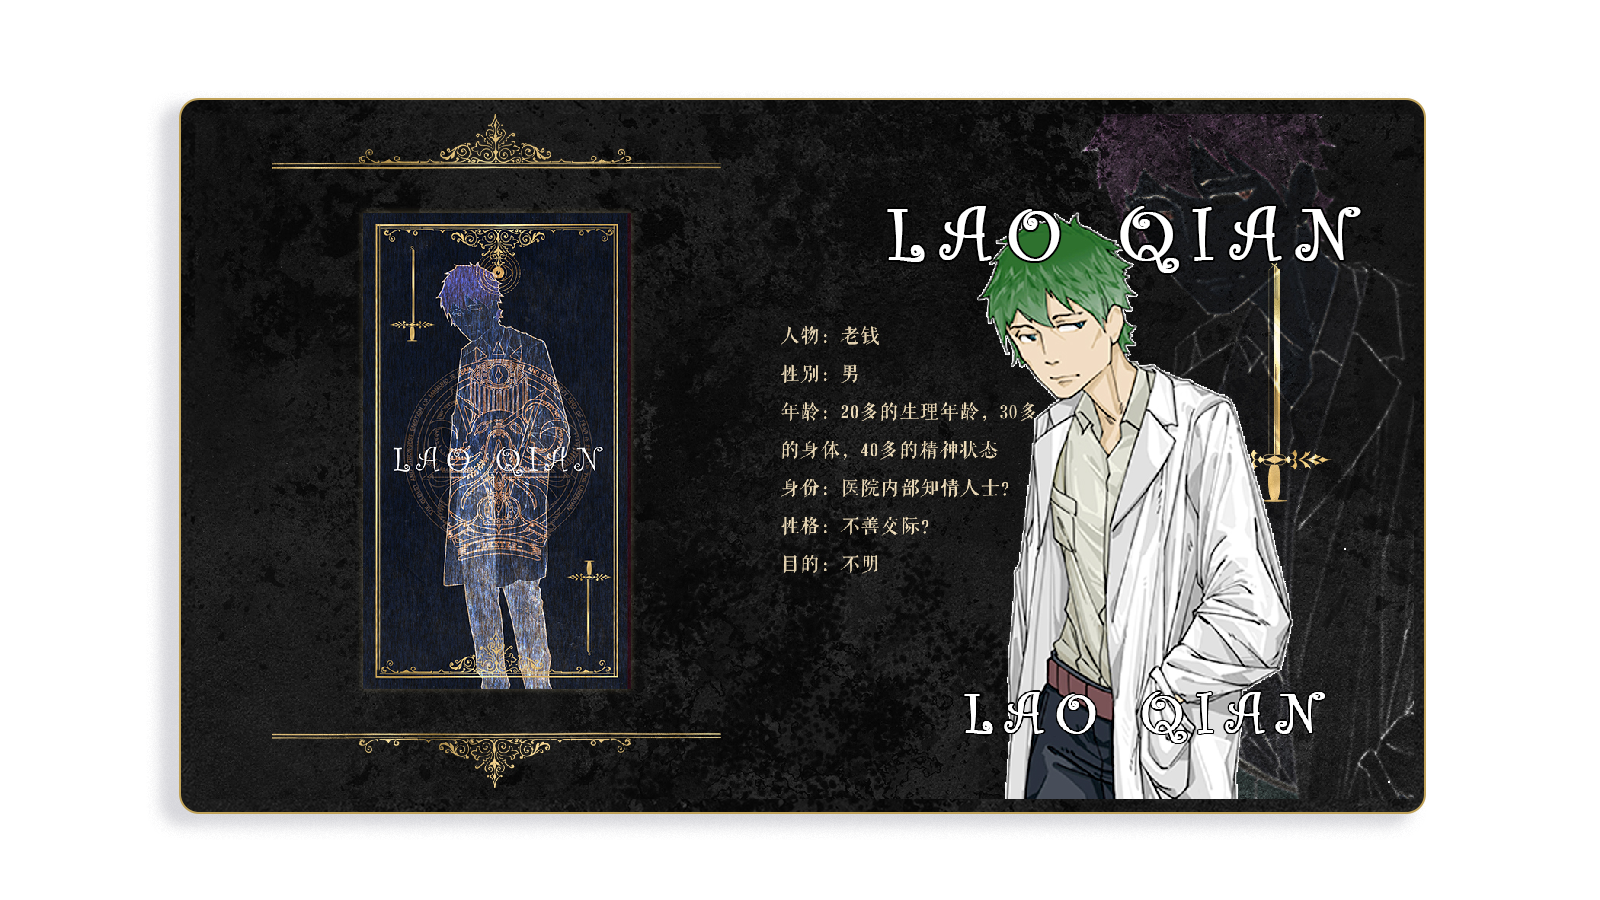 LAO QIAN
LAO QIAN
人物：老钱
性别：男
年龄：20多的生理年龄，30多
的身体，40多的精神状态
身份：医院内部知情人士？
性格：不善交际？
目的：不明
LAO QIAN